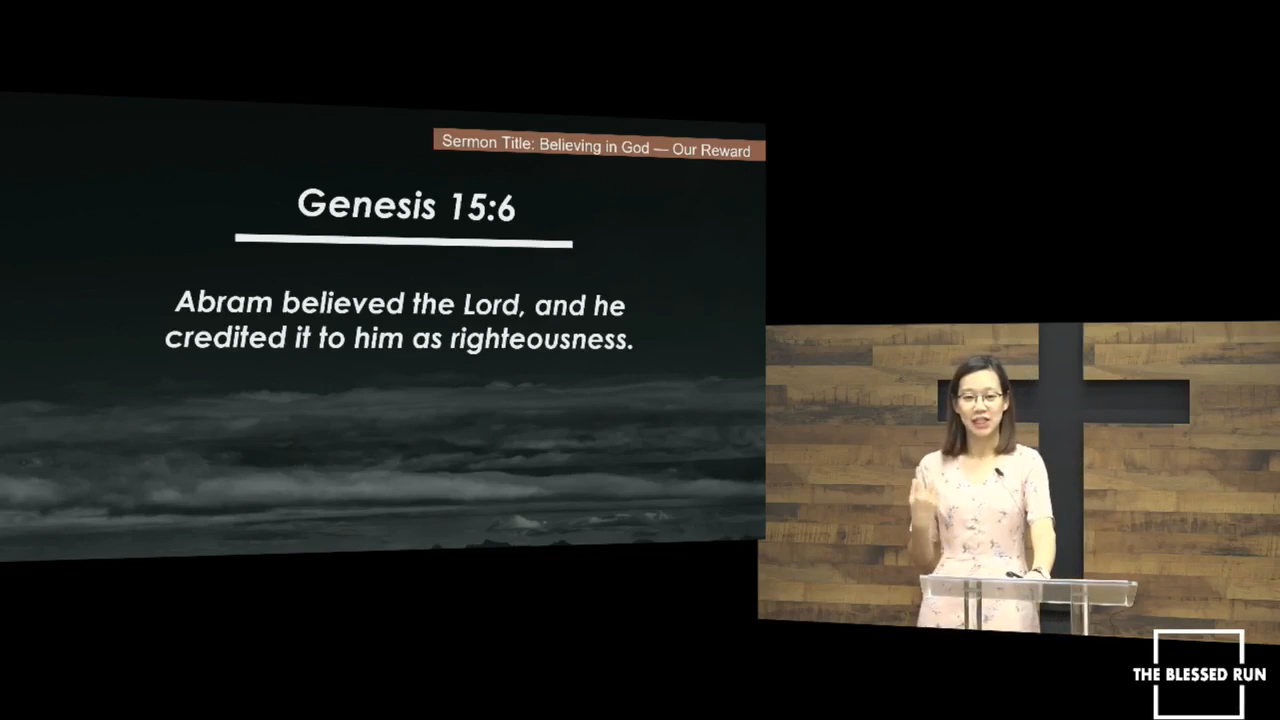 Sermon Title: Believing in God — Our Reward
Genesis 15:6
Abram believed the Lord, and he
credited it to him as righteousness.
THE BLESSED RUN